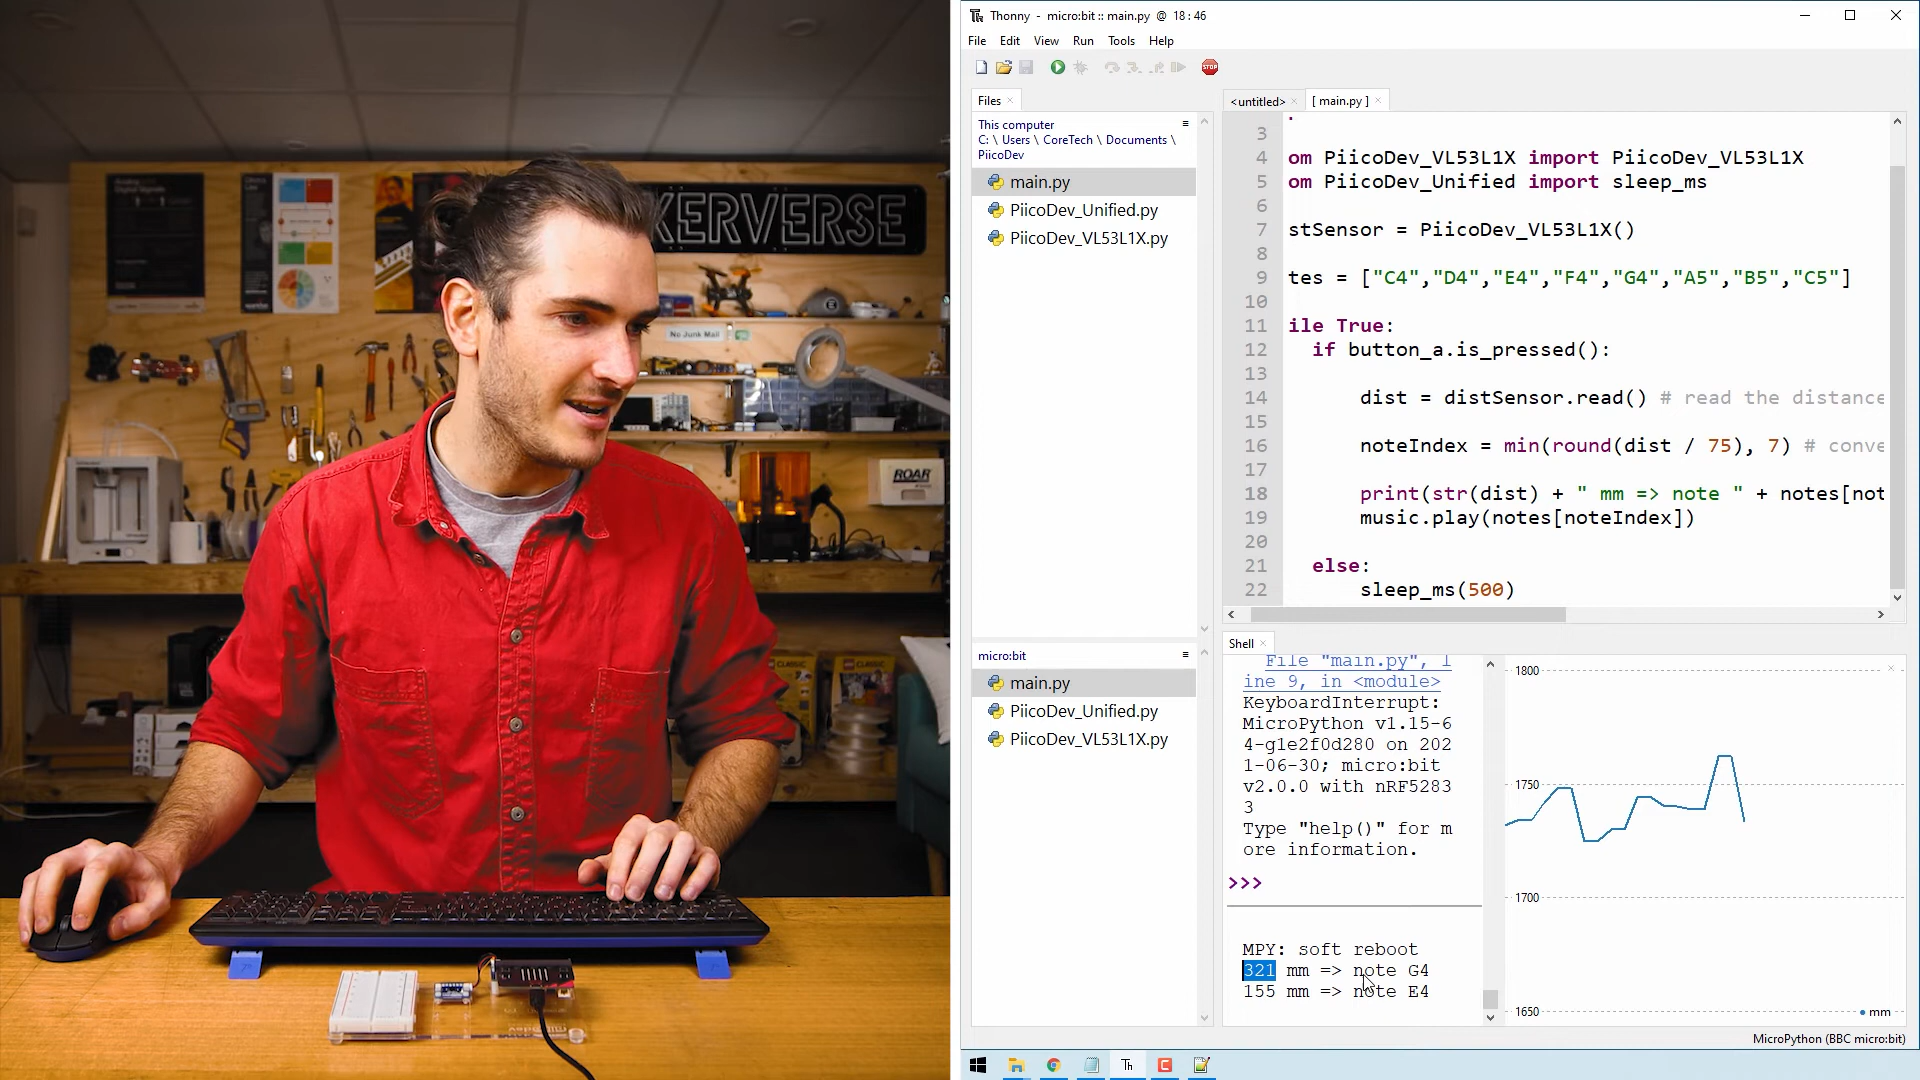 KERVERSE
No Junk Mail
ROAR
CLASSIC
CLASSIC
Thonny - micro:bit :: main.py @ 18 : 46
File Edit View Run Tools Help
STOP
Files
This computer
C: \ Users \ CoreTech \ Documents \
PiicoDev
main.py
PiicoDev_Unified.py
PiicoDev_VL53L1X.py
micro:bit
main.py
PiicoDev_Unified.py
PiicoDev_VL53L1X.py
<untitled> [ main.py ]
3
4 om PiicoDev_VL53L1X import PiicoDev_VL53L1X
5 om PiicoDev_Unified import sleep_ms
6
7 stSensor = PiicoDev_VL53L1X()
8
9 tes = ["C4","D4","E4","F4","G4","A5","B5","C5"]
10
11 ile True:
12 if button_a.is_pressed():
13
14 dist = distSensor.read() # read the distance
15
16 noteIndex = min(round(dist / 75), 7) # conve
17
18 print(str(dist) + " mm => note " + notes[not
19 music.play(notes[noteIndex])
20
21 else:
22 sleep_ms(500)
Shell
File "main.py", l
ine 9, in <module>
KeyboardInterrupt:
MicroPython v1.15-6
4-g1e2f0d280 on 202
1-06-30; micro:bit
v2.0.0 with nRF5283
3
Type "help()" for m
ore information.
>>>
MPY: soft reboot
321 mm => note G4
155 mm => note E4
1800
1750
1700
1650
mm
MicroPython (BBC micro:bit)
Th